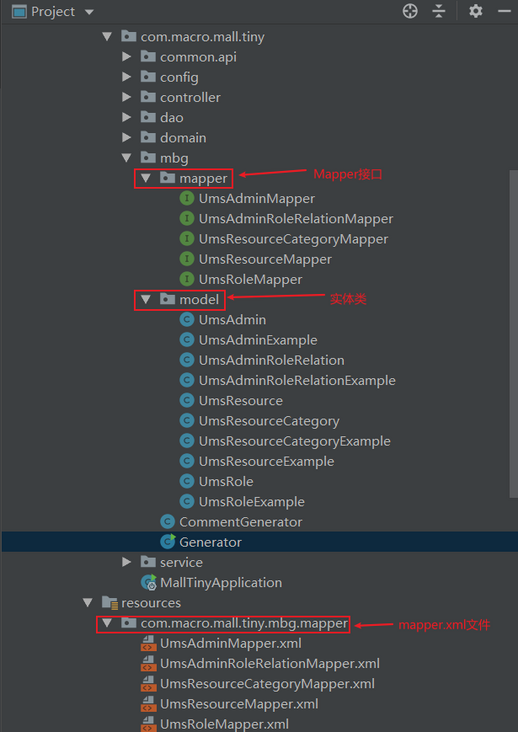 Project
com.macro.mall.tiny
common.api
config
controller
dao
domain
mbg
mapper
Mapper接口
UmsAdminMapper
UmsAdminRoleRelationMapper
UmsResourceCategoryMapper
UmsResourceMapper
UmsRoleMapper
model
实体类
UmsAdmin
UmsAdminExample
UmsAdminRoleRelation
UmsAdminRoleRelationExample
UmsResource
UmsResourceCategory
UmsResourceCategoryExample
UmsResourceExample
UmsRole
UmsRoleExample
CommentGenerator
Generator
service
MallTinyApplication
resources
com.macro.mall.tiny.mbg.mapper
mapper.xml文件
UmsAdminMapper.xml
UmsAdminRoleRelationMapper.xml
UmsResourceCategoryMapper.xml
UmsResourceMapper.xml
UmsRoleMapper.xml